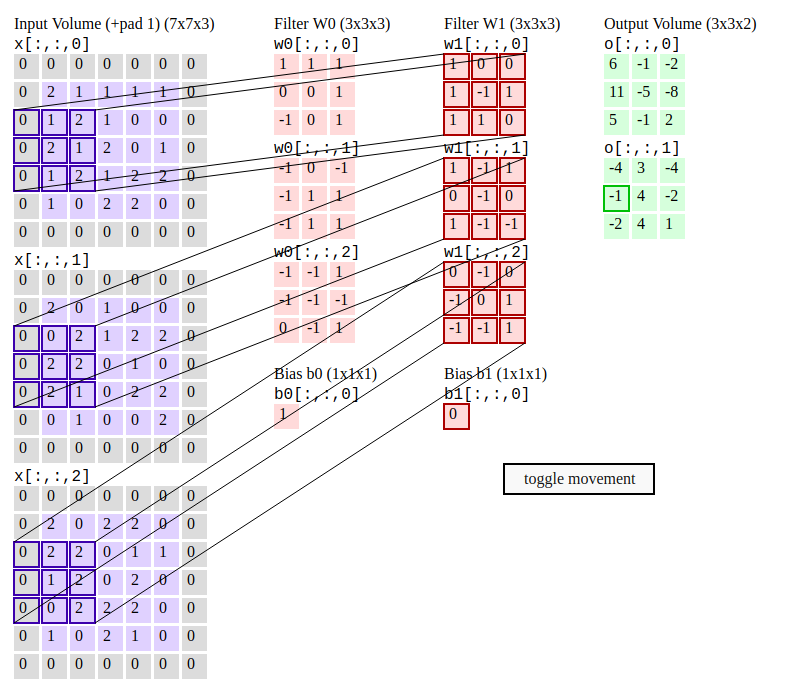 Input Volume (+pad 1) (7x7x3)
x[:,:,0]
0 0 0 0 0 0 0
0 2 1 1 1 1 0
0 1 2 1 0 0 0
0 2 1 2 0 1 0
0 1 2 1 2 2 0
0 1 0 2 2 0 0
0 0 0 0 0 0 0
x[:,:,1]
0 0 0 0 0 0 0
0 2 0 1 0 0 0
0 0 2 1 2 2 0
0 2 2 0 1 0 0
0 2 1 0 2 2 0
0 0 1 0 0 2 0
0 0 0 0 0 0 0
x[:,:,2]
0 0 0 0 0 0 0
0 2 0 2 2 0 0
0 2 2 0 1 1 0
0 1 2 0 2 0 0
0 0 2 2 2 0 0
0 1 0 2 1 0 0
0 0 0 0 0 0 0
Filter W0 (3x3x3)
w0[:,:,0]
1 1 1
0 0 1
-1 0 1
w0[:,:,1]
-1 0 -1
-1 1 1
-1 1 1
w0[:,:,2]
-1 -1 1
-1 -1 -1
0 -1 1
Bias b0 (1x1x1)
b0[:,:,0]
1
Filter W1 (3x3x3)
w1[:,:,0]
1 0 0
1 -1 1
1 1 0
w1[:,:,1]
1 -1 1
0 -1 0
1 -1 -1
w1[:,:,2]
0 -1 0
-1 0 1
-1 -1 1
Bias b1 (1x1x1)
b1[:,:,0]
0
Output Volume (3x3x2)
o[:,:,0]
6 -1 -2
11 -5 -8
5 -1 2
o[:,:,1]
-4 3 -4
-1 4 -2
-2 4 1
toggle movement